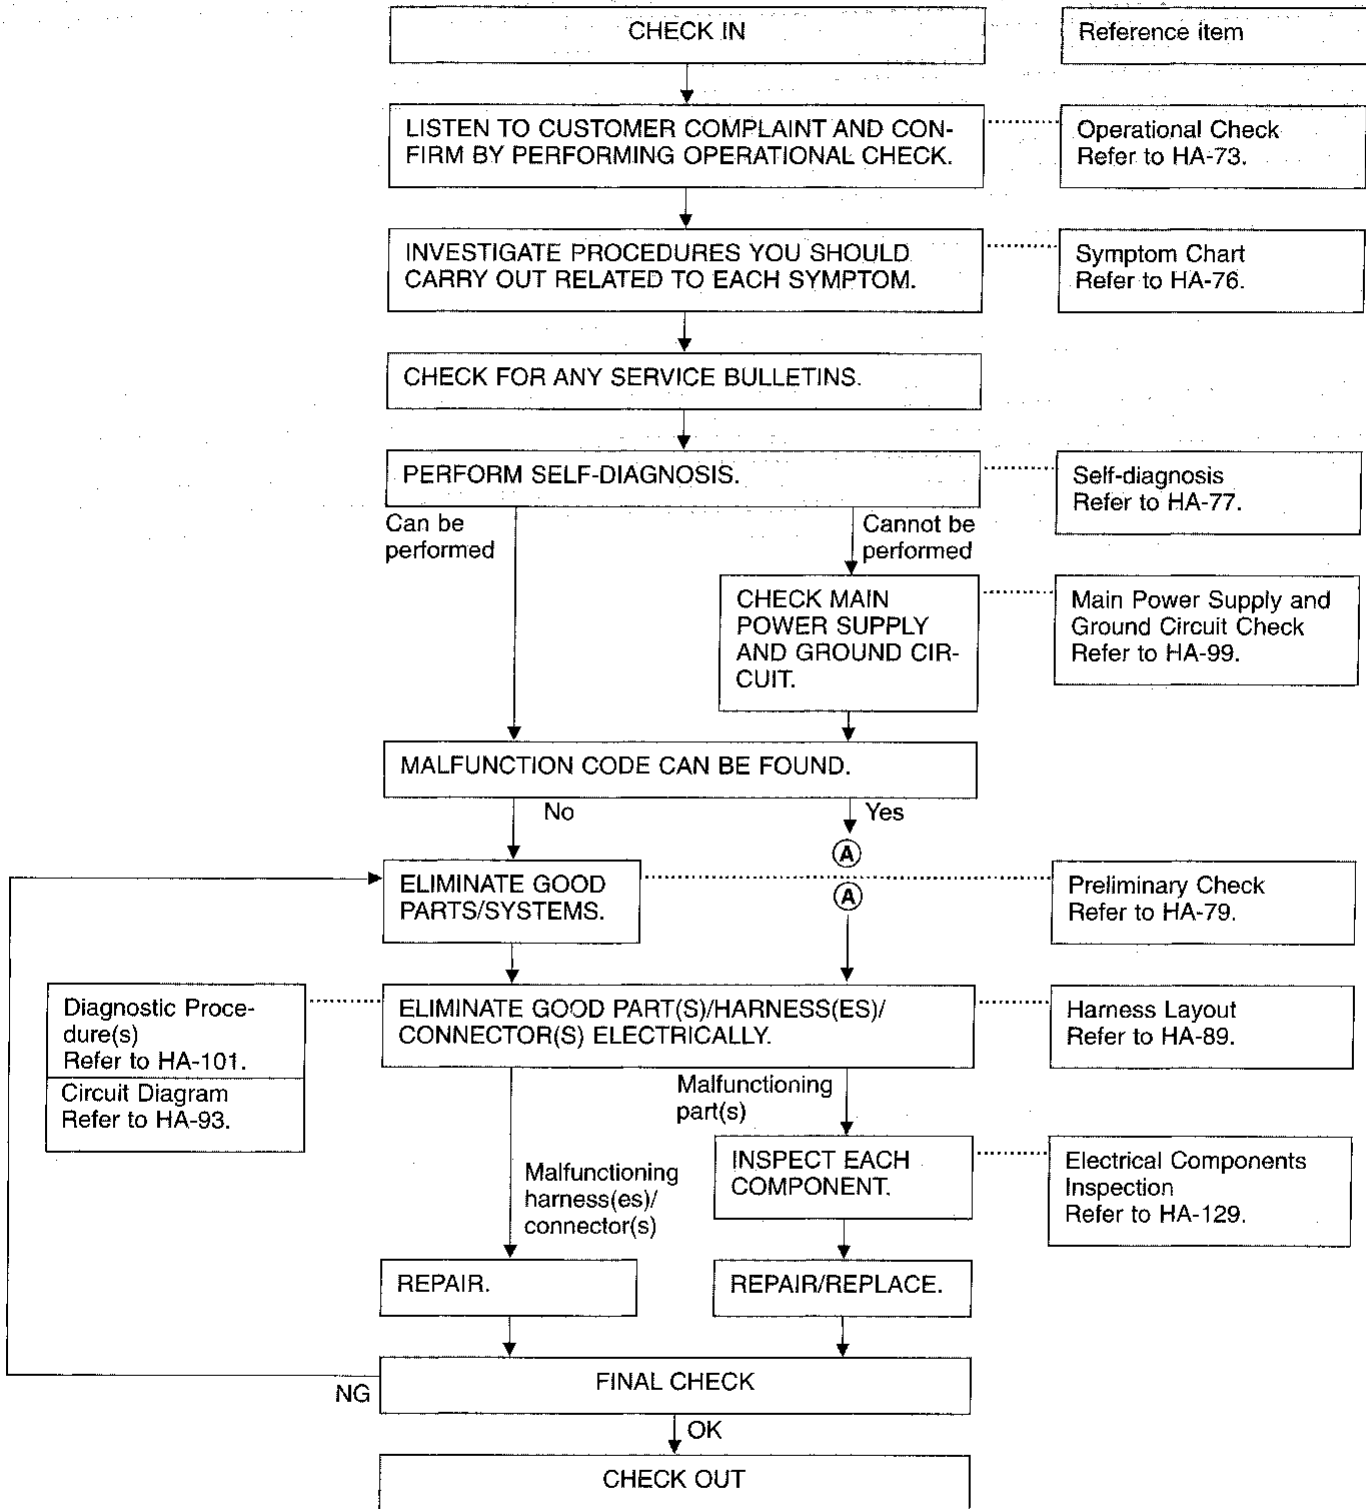 CHECK IN
Reference item
LISTEN TO CUSTOMER COMPLAINT AND CON-
FIRM BY PERFORMING OPERATIONAL CHECK.
Operational Check
Refer to HA-73.
INVESTIGATE PROCEDURES YOU SHOULD
CARRY OUT RELATED TO EACH SYMPTOM.
Symptom Chart
Refer to HA-76.
CHECK FOR ANY SERVICE BULLETINS.
PERFORM SELF-DIAGNOSIS.
Self-diagnosis
Refer to HA-77.
Can be
performed
Cannot be
performed
CHECK MAIN
POWER SUPPLY
AND GROUND CIR-
CUIT.
Main Power Supply and
Ground Circuit Check
Refer to HA-99.
MALFUNCTION CODE CAN BE FOUND.
No
Yes
A
A
ELIMINATE GOOD
PARTS/SYSTEMS.
Preliminary Check
Refer to HA-79.
Diagnostic Proce-
dure(s)
Refer to HA-101.
Circuit Diagram
Refer to HA-93.
ELIMINATE GOOD PART(S)/HARNESS(ES)/
CONNECTOR(S) ELECTRICALLY.
Harness Layout
Refer to HA-89.
Malfunctioning
part(s)
Malfunctioning
harness(es)/
connector(s)
INSPECT EACH
COMPONENT.
Electrical Components
Inspection
Refer to HA-129.
REPAIR.
REPAIR/REPLACE.
NG
FINAL CHECK
OK
CHECK OUT